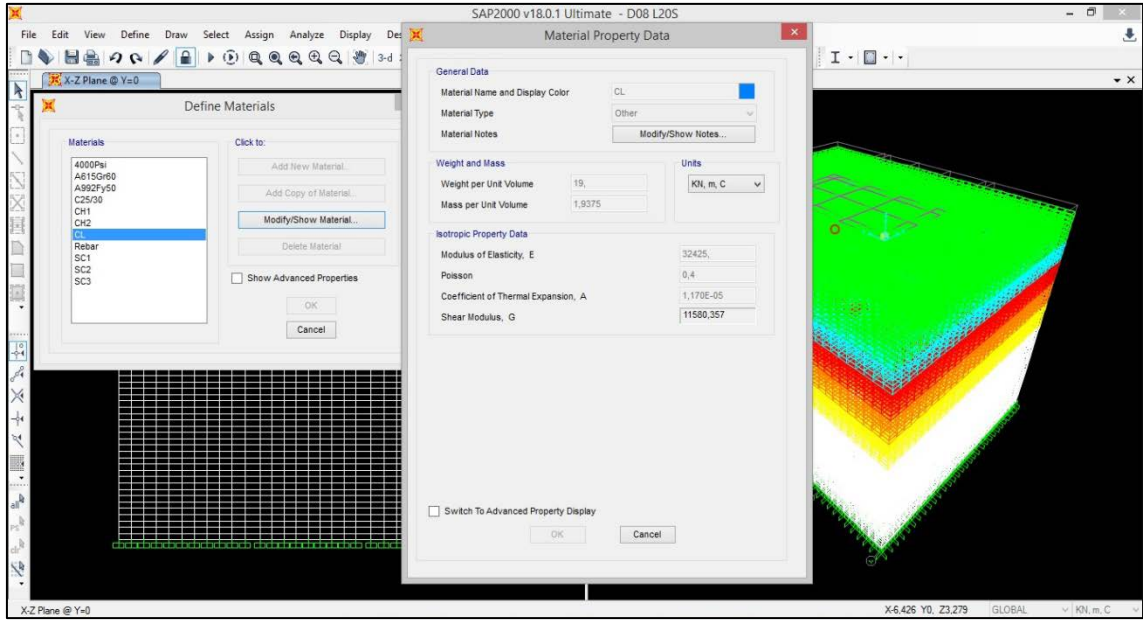 SAP2000 v18.0.1 Ultimate - D08 L20S
File Edit View Define Draw Select Assign Analyze Display Des
3-d
X-Z Plane @ Y=0
Define Materials
Materials
4000Psi
A615Gr60
A992Fy50
C25/30
CH1
CH2
CL
Rebar
SC1
SC2
SC3
Click to:
Add New Material...
Add Copy of Material...
Modify/Show Material...
Delete Material
Show Advanced Properties
OK
Cancel
Material Property Data
General Data
Material Name and Display Color CL
Material Type Other
Material Notes Modify/Show Notes...
Weight and Mass
Weight per Unit Volume 19,
Mass per Unit Volume 1,9375
Units
KN, m, C
Isotropic Property Data
Modulus of Elasticity, E 32425,
Poisson 0,4
Coefficient of Thermal Expansion, A 1,170E-05
Shear Modulus, G 11580,357
Switch To Advanced Property Display
OK Cancel
all
PS
clr
X-Z Plane @ Y=0
X-6,426 Y0, Z3,279 GLOBAL KN, m, C